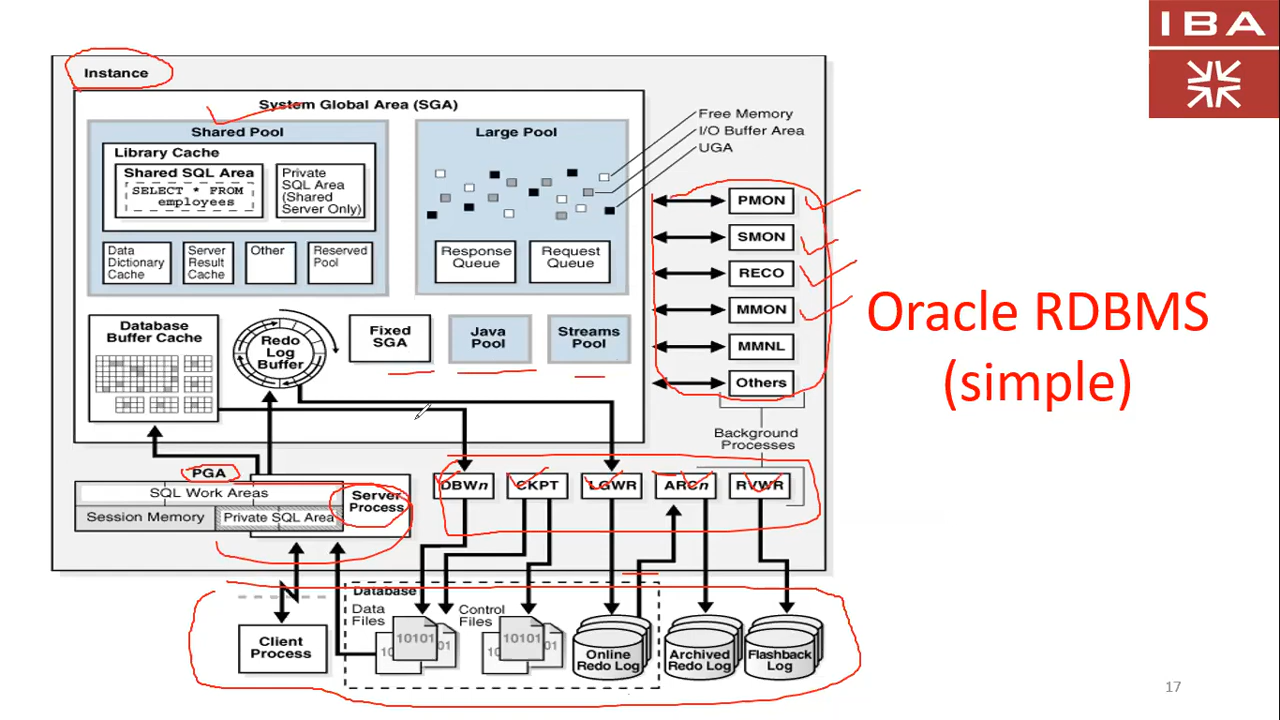 IBA
Instance
System Global Area (SGA)
Shared Pool
Library Cache
Shared SQL Area
SELECT * FROM
employees
Private
SQL Area
(Shared
Server Only)
Data
Dictionary
Cache
Server
Result
Cache
Other
Reserved
Pool
Large Pool
Response
Queue
Request
Queue
Free Memory
I/O Buffer Area
UGA
Database
Buffer Cache
Redo
Log
Buffer
Fixed
SGA
Java
Pool
Streams
Pool
PMON
SMON
RECO
MMON
MMNL
Others
Background
Processes
Oracle RDBMS
(simple)
PGA
SQL Work Areas
Session Memory
Private SQL Area
Server
Process
DBWn
CKPT
LGWR
ARCn
RVWR
Client
Process
Database
Data
Files
10101
01
Control
Files
10101
01
Online
Redo Log
Archived
Redo Log
Flashback
Log
17